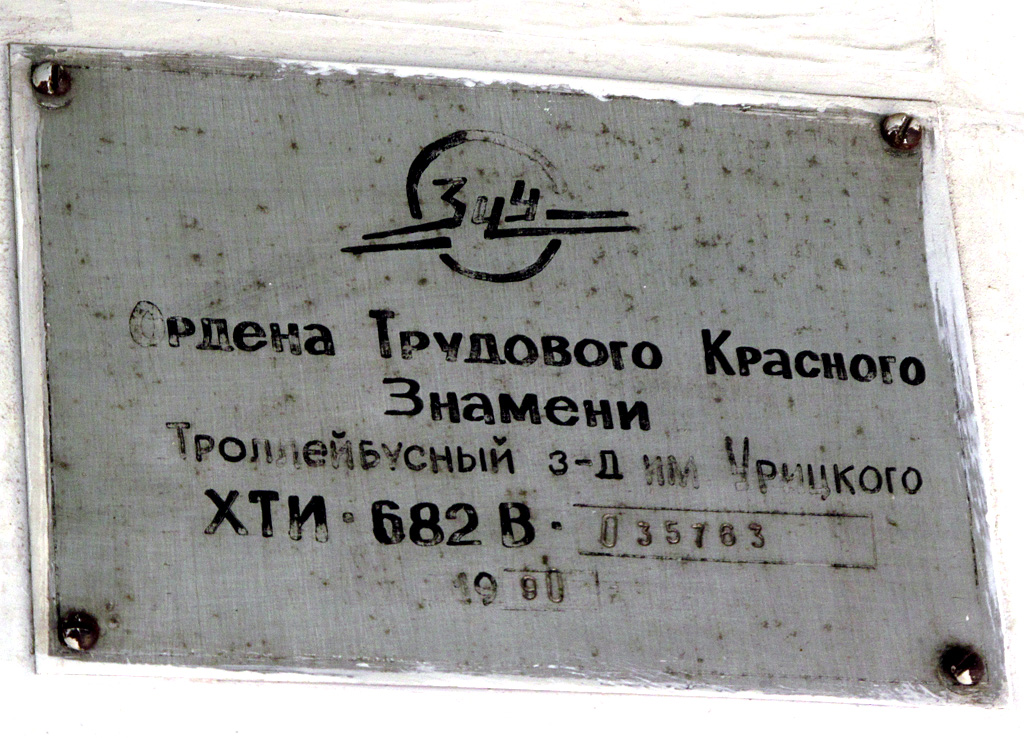 ЗиУ
Ордена Трудового Красного
Знамени
Троллейбусный з-д им Урицкого
ХТИ·682В· 035763
1990